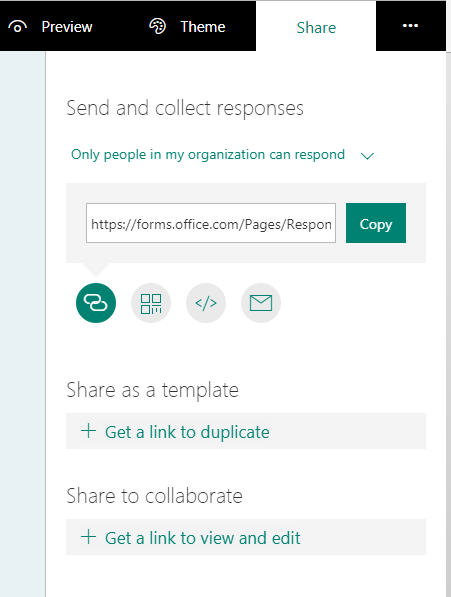 Preview Theme Share ...
Send and collect responses
Only people in my organization can respond
https://forms.office.com/Pages/Respon Copy
</>
Share as a template
+ Get a link to duplicate
Share to collaborate
+ Get a link to view and edit